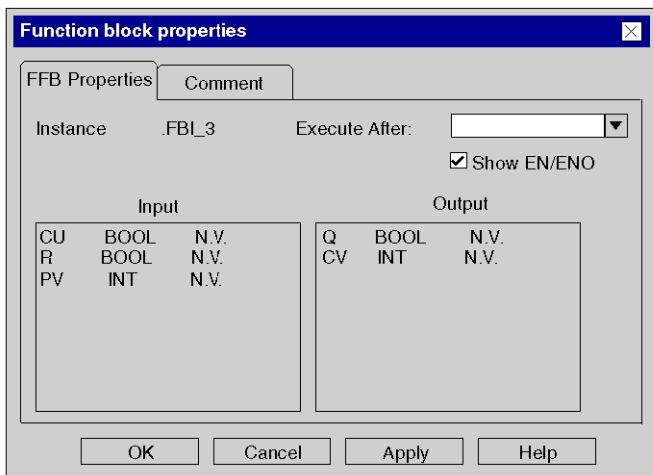 Function block properties
FFB Properties Comment
Instance .FBI_3 Execute After:
Show EN/ENO
Input Output
CU BOOL N.V. Q BOOL N.V.
R BOOL N.V. CV INT N.V.
PV INT N.V.
OK Cancel Apply Help